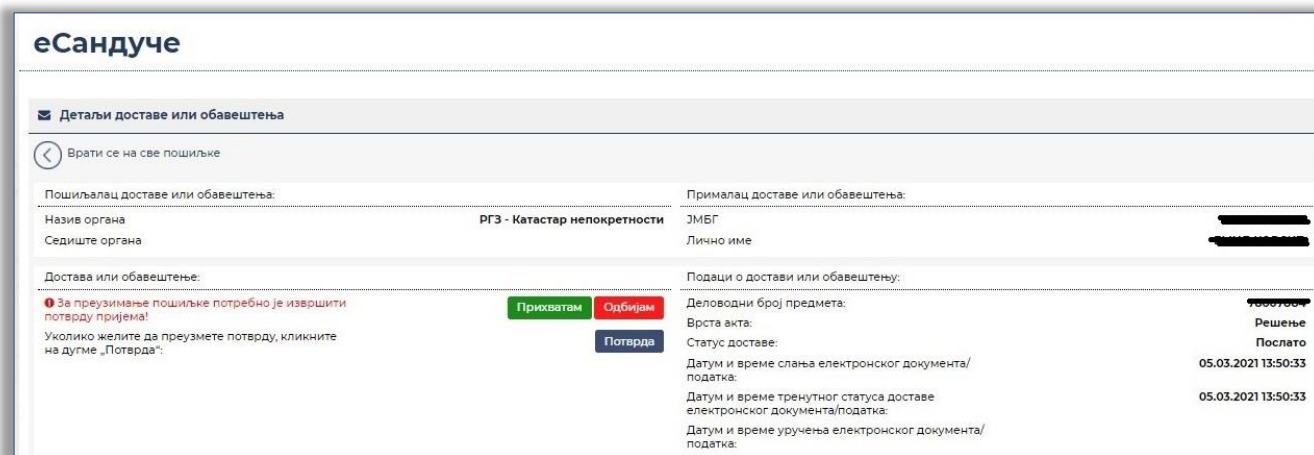 еСандуче
Детаљи доставе или обавештења
Врати се на све пошиљке
Пошиљалац доставе или обавештења:
Назив органа РГЗ - Катастар непокретности
Седиште органа
Прималац доставе или обавештења:
ЈМБГ
Лично име
Достава или обавештење:
За преузимање пошиљке потребно је извршити
потврду пријема!
Прихватам Одбијам
Уколико желите да преузмете потврду, кликните
на дугме „Потврда“:
Потврда
Подаци о достави или обавештењу:
Деловодни број предмета:
Врста акта: Решење
Статус доставе: Послато
Датум и време слања електронског документа/ 05.03.2021 13:50:33
податка:
Датум и време тренутног статуса доставе 05.03.2021 13:50:33
електронског документа/податка:
Датум и време уручења електронског документа/
податка: